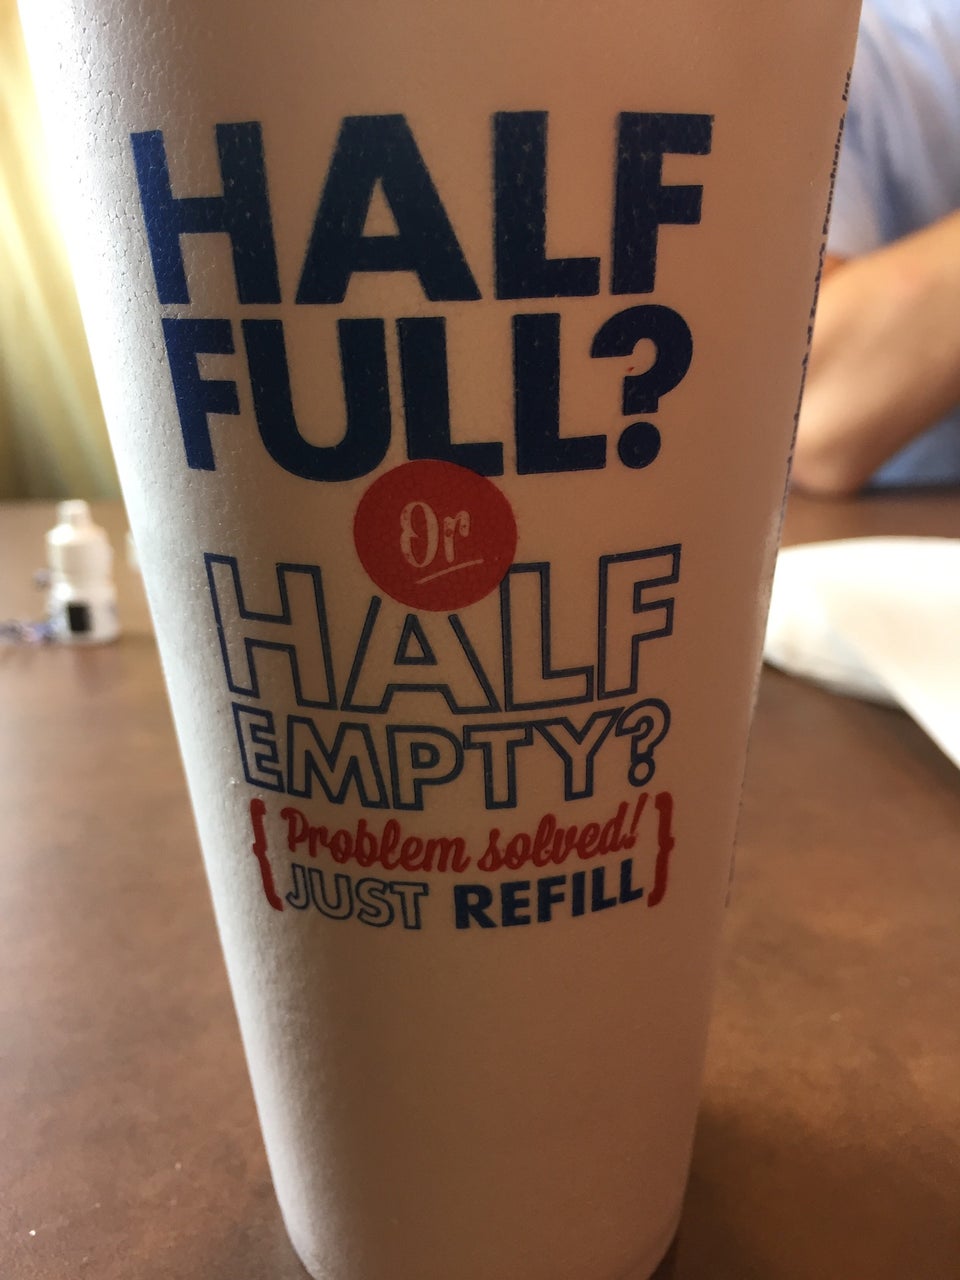 HALF
FULL?
Or
HALF
EMPTY?
{Problem solved!
JUST REFILL}